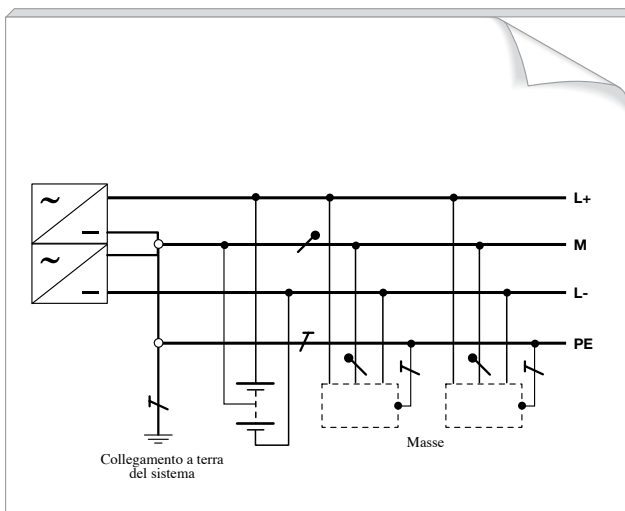 L+
M
L-
PE
Masse
Collegamento a terra
del sistema